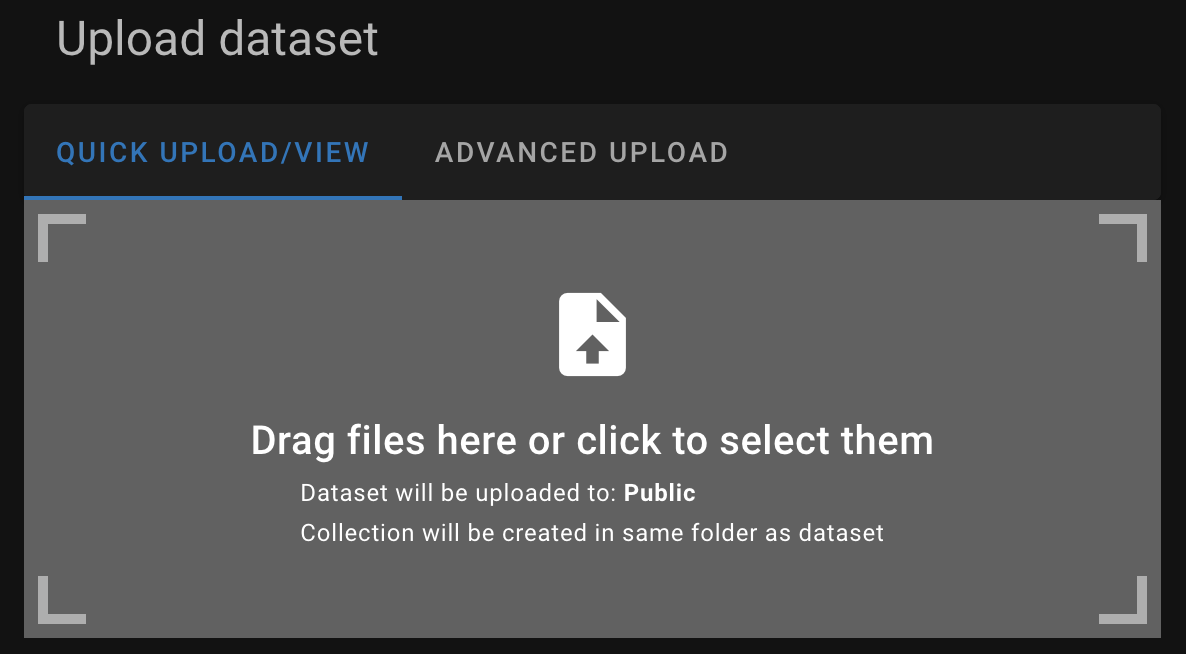 Upload dataset
QUICK UPLOAD/VIEW
ADVANCED UPLOAD
Drag files here or click to select them
Dataset will be uploaded to: Public
Collection will be created in same folder as dataset